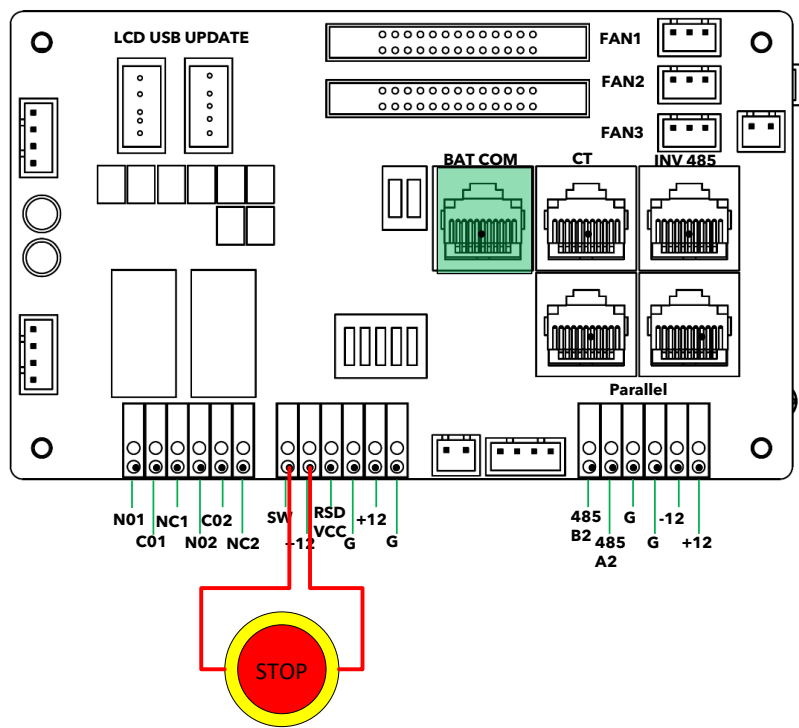 LCD USB UPDATE
FAN1
FAN2
FAN3
BAT COM
CT
INV 485
Parallel
N01
C01
NC1
N02
C02
NC2
SW
+12
RSD
VCC
G
+12
G
485
B2
485
A2
G
G
-12
+12
STOP